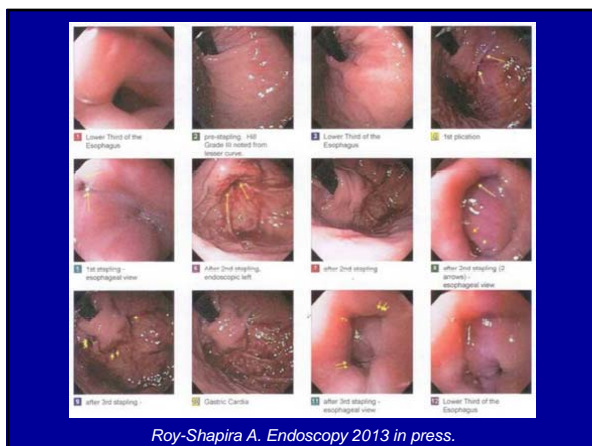 1 Lower Third of the
Esophagus
2 pre-stapling. Hill
Grade III noted from
lesser curve.
3 Lower Third of the
Esophagus
1st plication
5 1st stapling -
esophageal view
6 After 2nd stapling,
endoscopic left
7 after 2nd stapling
8 after 2nd stapling (2
arrows) -
esophageal view
9 after 3rd stapling -
10 Gastric Cardia
11 after 3rd stapling -
esophageal view
12 Lower Third of the
Esophagus
Roy-Shapira A. Endoscopy 2013 in press.